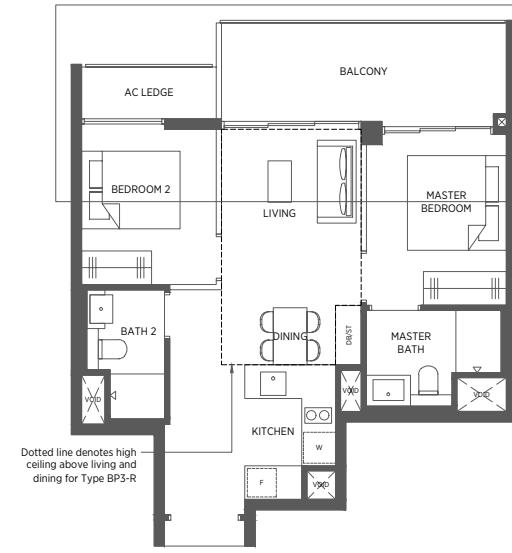 BALCONY
AC LEDGE
BEDROOM 2
MASTER
BEDROOM
LIVING
DINING
DB/ST
BATH 2
MASTER
BATH
VOID
VOID
VOID
KITCHEN
W
Dotted line denotes high
ceiling above living and
dining for Type BP3-R
F
VOID